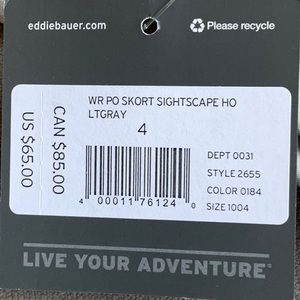 eddiebauer.com
Please recycle
WR PO SKORT SIGHTSCAPE HO
LTGRAY
4
CAN $85.00
US $65.00
DEPT 0031
STYLE 2655
COLOR 0184
SIZE 1004
4 00011 76124 0
LIVE YOUR ADVENTURE®